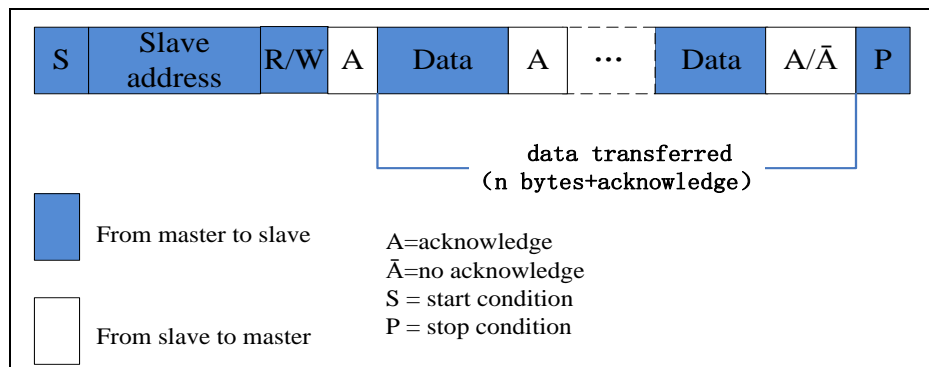 S Slave address R/W A Data A ... Data A/Ā P
data transferred
(n bytes+acknowledge)
From master to slave
A=acknowledge
Ā=no acknowledge
S = start condition
P = stop condition
From slave to master